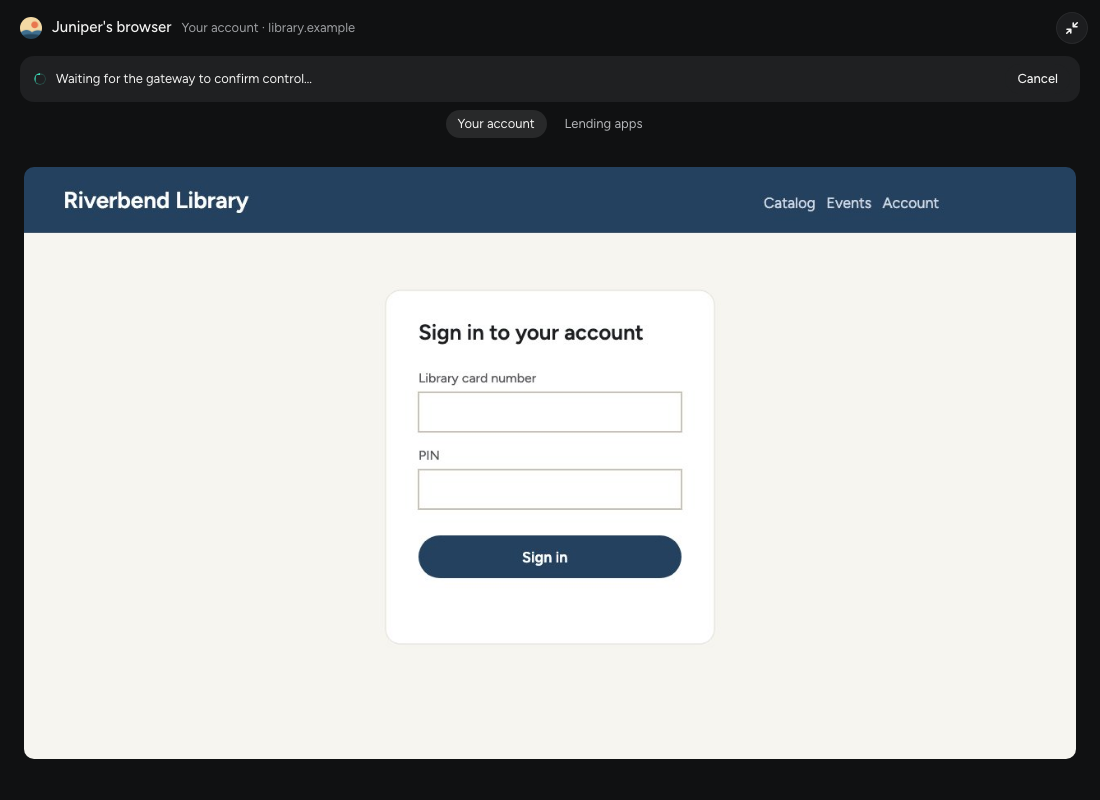 Juniper's browser Your account · library.example
Waiting for the gateway to confirm control... Cancel
Your account Lending apps
Riverbend Library Catalog Events Account
Sign in to your account
Library card number
PIN
Sign in